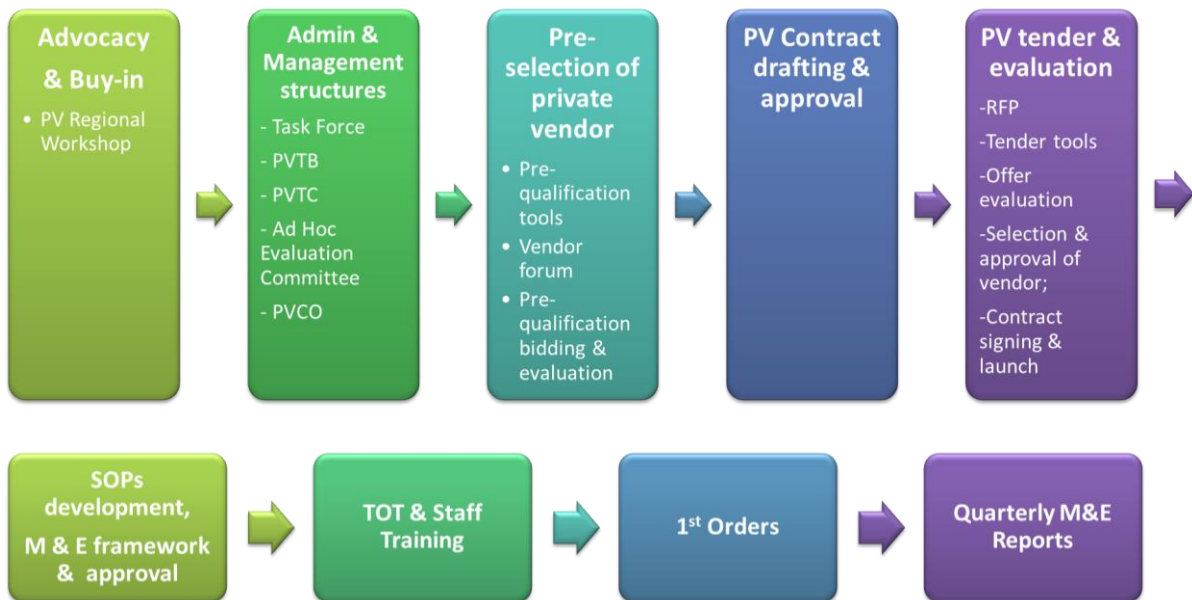 Advocacy
& Buy-in
• PV Regional
Workshop
Admin &
Management
structures
- Task Force
- PVTB
- PVTC
- Ad Hoc
Evaluation
Committee
- PVCO
Pre-
selection of
private
vendor
• Pre-
qualification
tools
• Vendor
forum
• Pre-
qualification
bidding &
evaluation
PV Contract
drafting &
approval
PV tender &
evaluation
-RFP
-Tender tools
-Offer
evaluation
-Selection &
approval of
vendor;
-Contract
signing &
launch
SOPs
development,
M & E framework
& approval
TOT & Staff
Training
1st Orders
Quarterly M&E
Reports